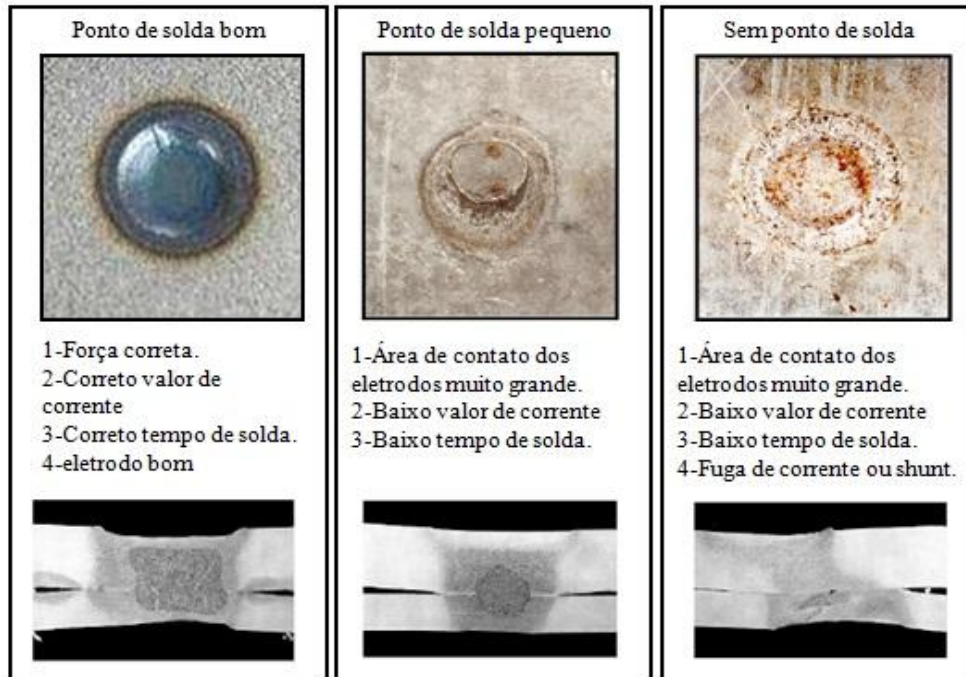 Ponto de solda bom
1-Força correta.
2-Correto valor de
corrente
3-Correto tempo de solda.
4-eletrodo bom
Ponto de solda pequeno
1-Área de contato dos
eletrodos muito grande.
2-Baixo valor de corrente
3-Baixo tempo de solda.
Sem ponto de solda
1-Área de contato dos
eletrodos muito grande.
2-Baixo valor de corrente
3-Baixo tempo de solda.
4-Fuga de corrente ou shunt.